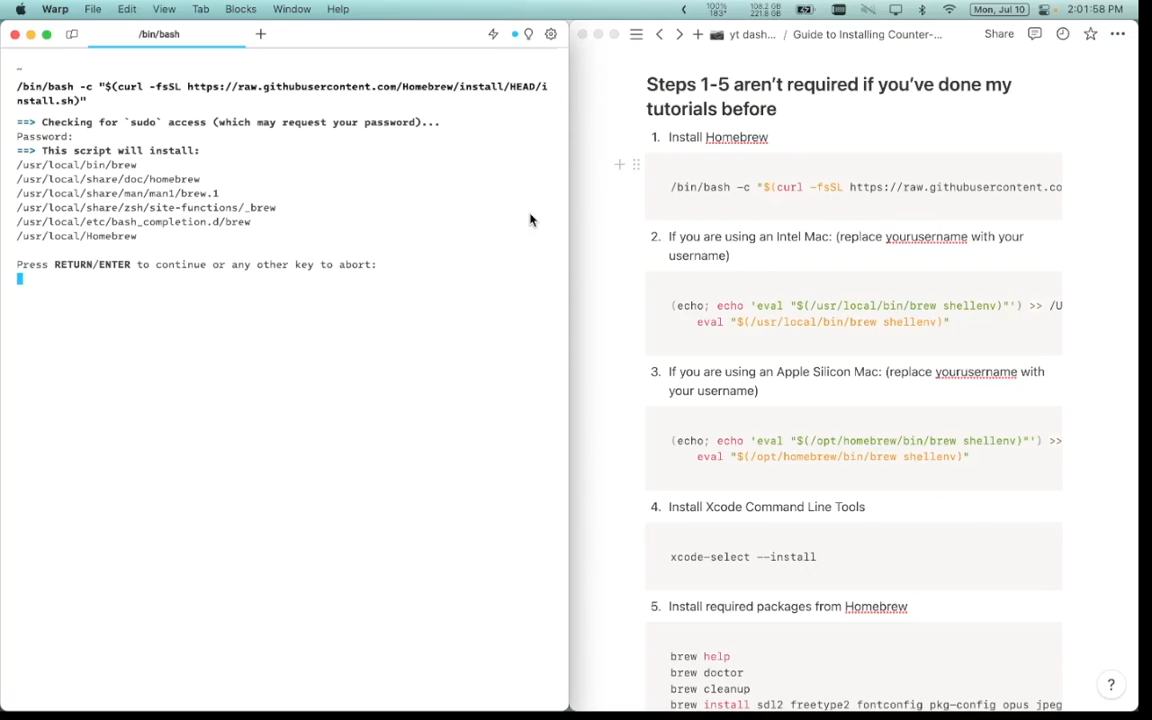 Warp File Edit View Tab Blocks Window Help
100% 183° 108.2 GB 221.8 GB Mon, Jul 10 2:01:58 PM
/bin/bash
yt dash... / Guide to Installing Counter-... Share
~
/bin/bash -c "$(curl -fsSL https://raw.githubusercontent.com/Homebrew/install/HEAD/i
nstall.sh)"
==> Checking for `sudo` access (which may request your password)...
Password:
==> This script will install:
/usr/local/bin/brew
/usr/local/share/doc/homebrew
/usr/local/share/man/man1/brew.1
/usr/local/share/zsh/site-functions/_brew
/usr/local/etc/bash_completion.d/brew
/usr/local/Homebrew
Press RETURN/ENTER to continue or any other key to abort:
Steps 1-5 aren't required if you've done my
tutorials before
1. Install Homebrew
/bin/bash -c "$(curl -fsSL https://raw.githubusercontent.co
2. If you are using an Intel Mac: (replace yourusername with your
username)
(echo; echo 'eval "$(/usr/local/bin/brew shellenv)"') >> /U
eval "$(/usr/local/bin/brew shellenv)"
3. If you are using an Apple Silicon Mac: (replace yourusername with
your username)
(echo; echo 'eval "$(/opt/homebrew/bin/brew shellenv)"') >>
eval "$(/opt/homebrew/bin/brew shellenv)"
4. Install Xcode Command Line Tools
xcode-select --install
5. Install required packages from Homebrew
brew help
brew doctor
brew cleanup
brew install sdl2 freetype2 fontconfig pkg-config opus jpeg
?